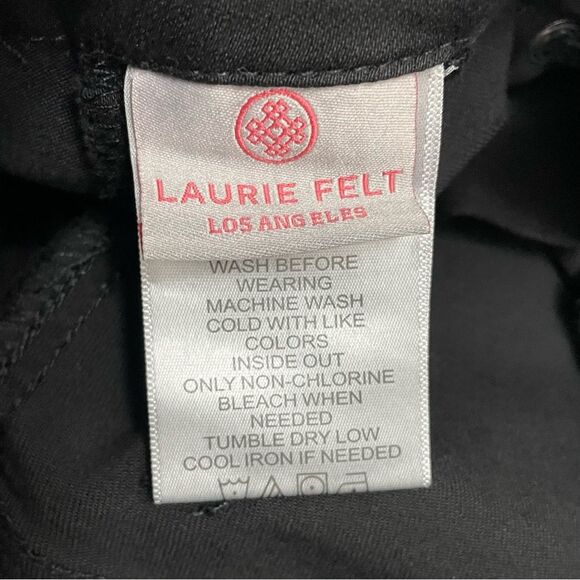 LAURIE FELT
LOS ANGELES
WASH BEFORE
WEARING
MACHINE WASH
COLD WITH LIKE
COLORS
INSIDE OUT
ONLY NON-CHLORINE
BLEACH WHEN
NEEDED
TUMBLE DRY LOW
COOL IRON IF NEEDED